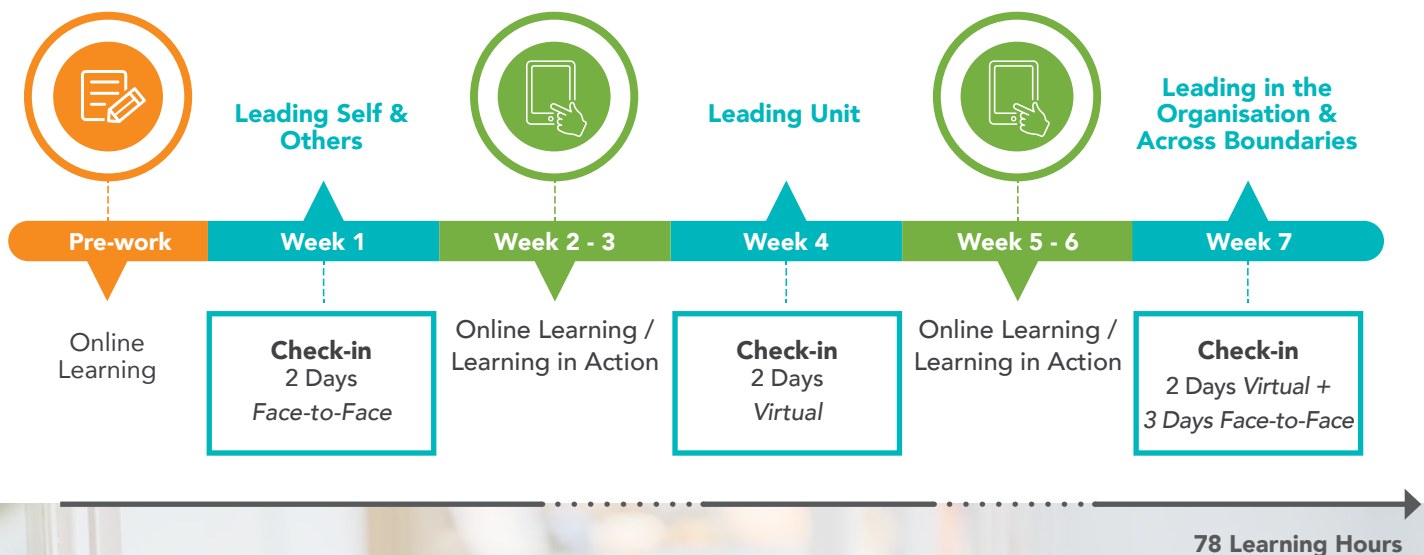 Leading Self &
Others
Leading Unit
Leading in the
Organisation &
Across Boundaries
Pre-work
Week 1
Week 2 - 3
Week 4
Week 5 - 6
Week 7
Online
Learning
Check-in
2 Days
Face-to-Face
Online Learning /
Learning in Action
Check-in
2 Days
Virtual
Online Learning /
Learning in Action
Check-in
2 Days Virtual +
3 Days Face-to-Face
78 Learning Hours